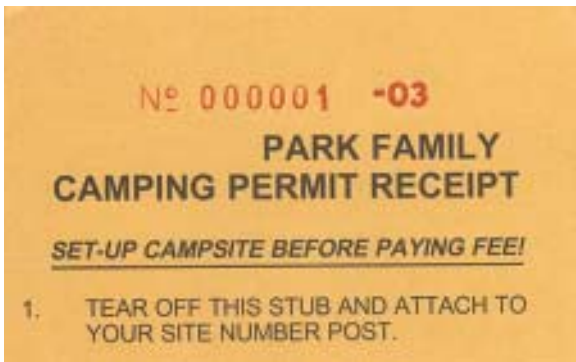 Nº 000001 -03
PARK FAMILY
CAMPING PERMIT RECEIPT
SET-UP CAMPSITE BEFORE PAYING FEE!
1. TEAR OFF THIS STUB AND ATTACH TO
YOUR SITE NUMBER POST.